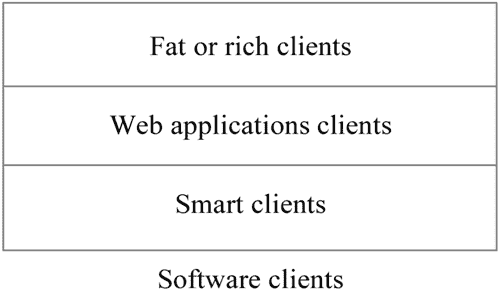 Fat or rich clients
Web applications clients
Smart clients
Software clients